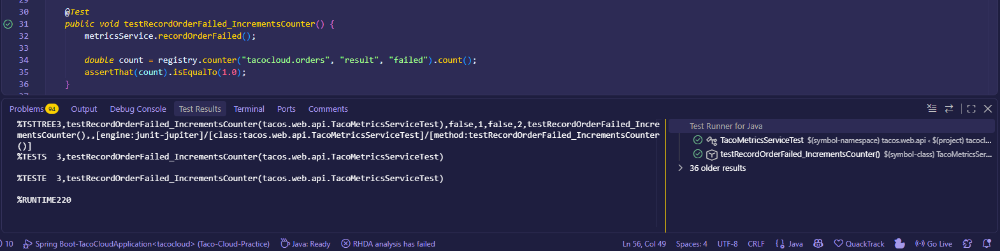 30 @Test
31 public void testRecordOrderFailed_IncrementsCounter() {
32 metricsService.recordOrderFailed();
33
34 double count = registry.counter("tacocloud.orders", "result", "failed").count();
35 assertThat(count).isEqualTo(1.0);
36 }
Problems 94 Output Debug Console Test Results Terminal Ports Comments
%TSTTREE3,testRecordOrderFailed_IncrementsCounter(tacos.web.api.TacoMetricsServiceTest),false,1,false,2,testRecordOrderFailed_Incre
mentsCounter(),,[engine:junit-jupiter]/[class:tacos.web.api.TacoMetricsServiceTest]/[method:testRecordOrderFailed_IncrementsCounter
()]
%TESTS 3,testRecordOrderFailed_IncrementsCounter(tacos.web.api.TacoMetricsServiceTest)
%TESTE 3,testRecordOrderFailed_IncrementsCounter(tacos.web.api.TacoMetricsServiceTest)
%RUNTIME220
Test Runner for Java
TacoMetricsServiceTest $(symbol-namespace) tacos.web.api ‹ $(project) tacocl...
testRecordOrderFailed_IncrementsCounter() $(symbol-class) TacoMetricsSer...
36 older results
10 Spring Boot-TacoCloudApplication<tacocloud> (Taco-Cloud-Practice) Java: Ready RHDA analysis has failed Ln 56, Col 49 Spaces: 4 UTF-8 CRLF Java QuackTrack Go Live